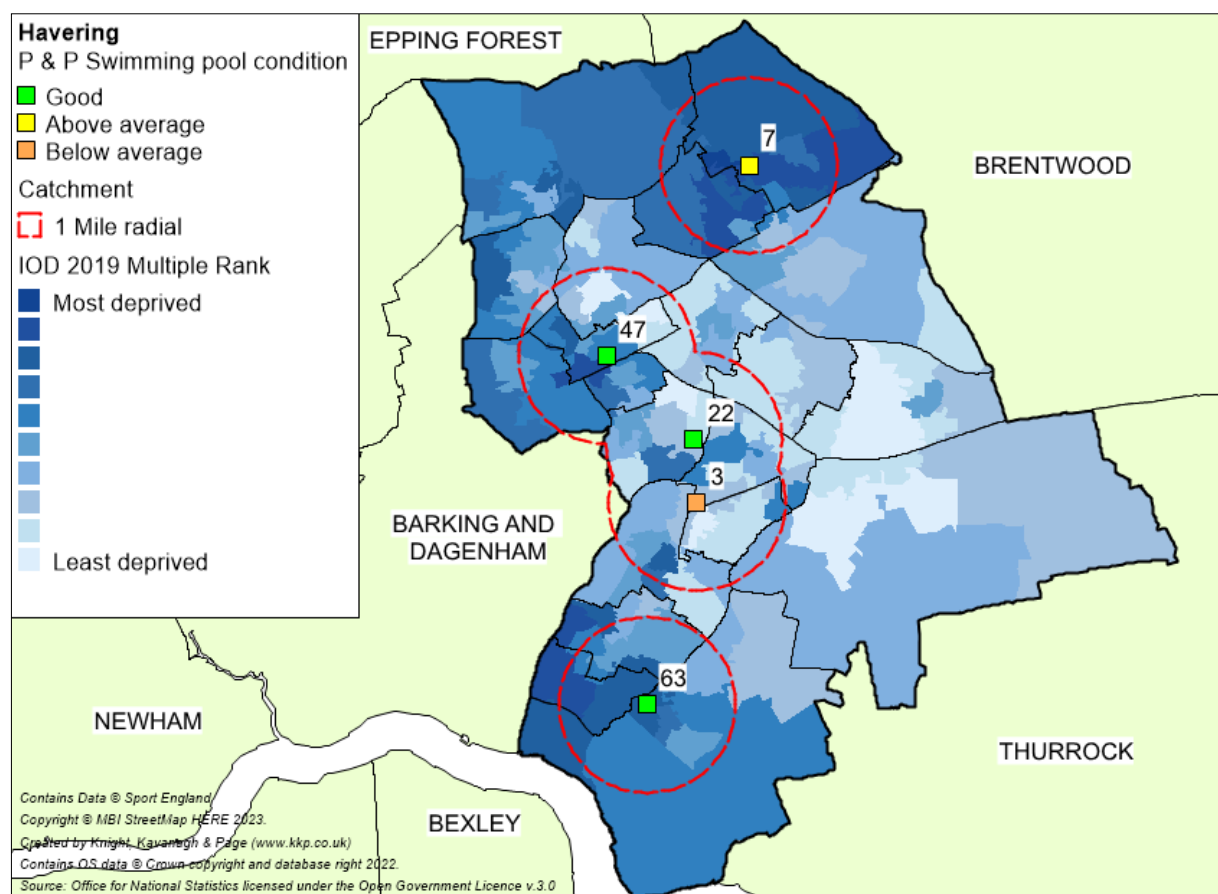 Havering
P & P Swimming pool condition
Good
Above average
Below average
Catchment
1 Mile radial
IOD 2019 Multiple Rank
Most deprived
Least deprived
EPPING FOREST
7
BRENTWOOD
47
22
3
BARKING AND
DAGENHAM
63
NEWHAM
THURROCK
BEXLEY
Contains Data © Sport England
Copyright © MBI StreetMap HERE 2023.
Created by Knight, Kavanagh & Page (www.kkp.co.uk)
Contains OS data © Crown copyright and database right 2022.
Source: Office for National Statistics licensed under the Open Government Licence v.3.0